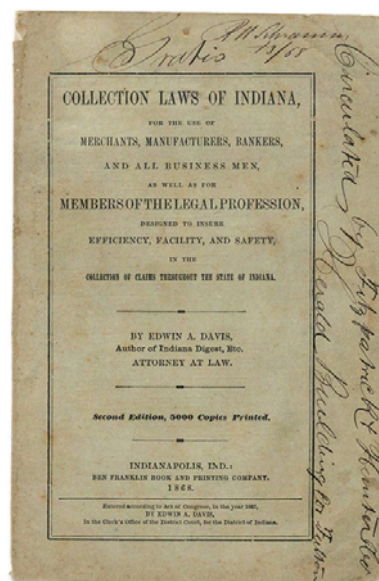 Gratis
COLLECTION LAWS OF INDIANA,
FOR THE USE OF
MERCHANTS, MANUFACTURERS, BANKERS,
AND ALL BUSINESS MEN,
AS WELL AS FOR
MEMBERS OF THE LEGAL PROFESSION,
DESIGNED TO INSURE
EFFICIENCY, FACILITY, AND SAFETY,
IN THE
COLLECTION OF CLAIMS THROUGHOUT THE STATE OF INDIANA.
BY EDWIN A. DAVIS,
Author of Indiana Digest, Etc.
ATTORNEY AT LAW.
Second Edition, 5000 Copies Printed.
INDIANAPOLIS, IND.:
BEN FRANKLIN BOOK AND PRINTING COMPANY.
1868.
Entered according to Act of Congress, in the year 1867,
BY EDWIN A. DAVIS,
In the Clerk's Office of the District Court, for the District of Indiana.
Circulated by Fitzpatrick
Herald Building